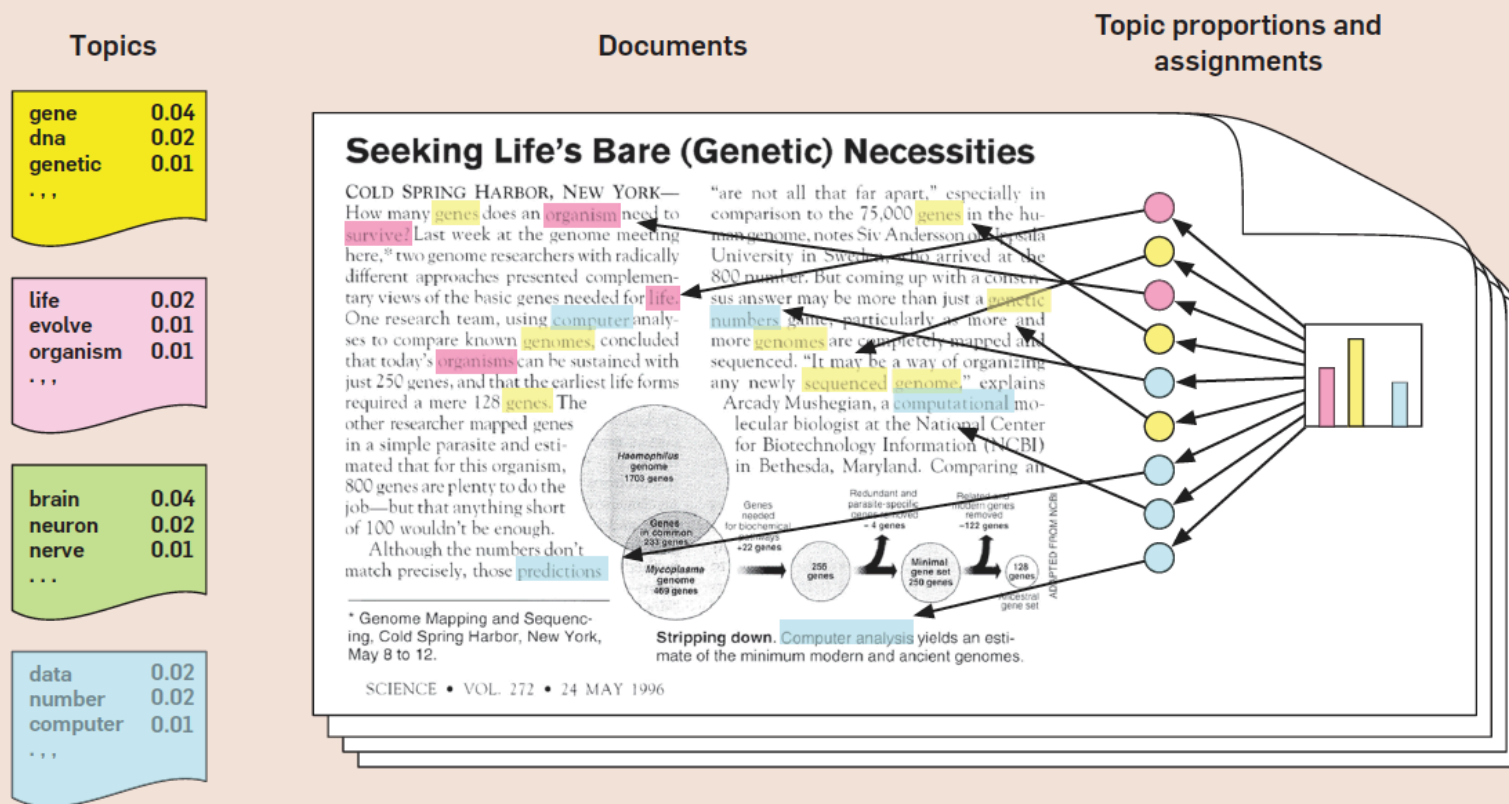 Topics
Documents
Topic proportions and
assignments
gene 0.04
dna 0.02
genetic 0.01
. , ,
life 0.02
evolve 0.01
organism 0.01
. , ,
brain 0.04
neuron 0.02
nerve 0.01
...
data 0.02
number 0.02
computer 0.01
. , ,
Seeking Life's Bare (Genetic) Necessities
COLD SPRING HARBOR, NEW YORK—
How many genes does an organism need to
survive? Last week at the genome meeting
here,* two genome researchers with radically
different approaches presented complemen-
tary views of the basic genes needed for life.
One research team, using computer analy-
ses to compare known genomes, concluded
that today's organisms can be sustained with
just 250 genes, and that the earliest life forms
required a mere 128 genes. The
other researcher mapped genes
in a simple parasite and esti-
mated that for this organism,
800 genes are plenty to do the
job—but that anything short
of 100 wouldn't be enough.
Although the numbers don't
match precisely, those predictions
* Genome Mapping and Sequenc-
ing, Cold Spring Harbor, New York,
May 8 to 12.
"are not all that far apart," especially in
comparison to the 75,000 genes in the hu-
man genome, notes Siv Andersson of Uppsala
University in Sweden, who arrived at the
800 number. But coming up with a consen-
sus answer may be more than just a genetic
numbers game, particularly as more and
more genomes are completely mapped and
sequenced. "It may be a way of organizing
any newly sequenced genome," explains
Arcady Mushegian, a computational mo-
lecular biologist at the National Center
for Biotechnology Information (NCBI)
in Bethesda, Maryland. Comparing an
Haemophilus
genome
1703 genes
Genes
in common
233 genes
Mycoplasma
genome
469 genes
Genes
needed
for biochemical
pathways
+22 genes
256
genes
Redundant and
parasite-specific
genes removed
– 4 genes
Minimal
gene set
250 genes
Related and
modern genes
removed
–122 genes
128
genes
Ancestral
gene set
ADAPTED FROM NCBI
Stripping down. Computer analysis yields an esti-
mate of the minimum modern and ancient genomes.
SCIENCE • VOL. 272 • 24 MAY 1996